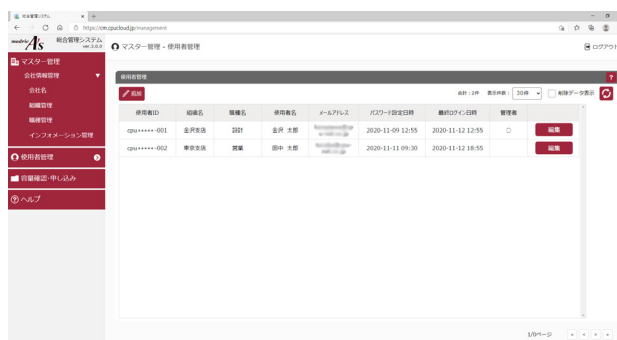 総合管理システム
https://cm.cpucloud.jp/management
modric A's 総合管理システム
ver.3.0.0
マスター管理 - 使用者管理
ログアウト
マスター管理
会社情報管理
会社名
組織管理
職種管理
インフォメーション管理
使用者管理
容量確認・申し込み
ヘルプ
使用者管理
?
追加
合計:2件 表示件数: 30件 削除データ表示
使用者ID 組織名 職種名 使用者名 メールアドレス パスワード設定日時 最終ログイン日時 管理者
cpu*****-001 金沢支店 設計 金沢 太郎 2020-11-09 12:55 2020-11-12 12:55 ○ 編集
cpu*****-002 東京支店 営業 田中 太郎 2020-11-11 09:30 2020-11-12 18:55 編集
1/0ページ